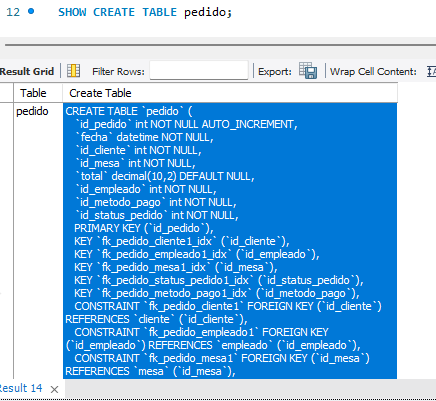 12 SHOW CREATE TABLE pedido;
Result Grid Filter Rows: Export: Wrap Cell Content:
Table Create Table
pedido CREATE TABLE `pedido` (
`id_pedido` int NOT NULL AUTO_INCREMENT,
`fecha` datetime NOT NULL,
`id_cliente` int NOT NULL,
`id_mesa` int NOT NULL,
`total` decimal(10,2) DEFAULT NULL,
`id_empleado` int NOT NULL,
`id_metodo_pago` int NOT NULL,
`id_status_pedido` int NOT NULL,
PRIMARY KEY (`id_pedido`),
KEY `fk_pedido_cliente1_idx` (`id_cliente`),
KEY `fk_pedido_empleado1_idx` (`id_empleado`),
KEY `fk_pedido_mesa1_idx` (`id_mesa`),
KEY `fk_pedido_status_pedido1_idx` (`id_status_pedido`),
KEY `fk_pedido_metodo_pago1_idx` (`id_metodo_pago`),
CONSTRAINT `fk_pedido_cliente1` FOREIGN KEY (`id_cliente`)
REFERENCES `cliente` (`id_cliente`),
CONSTRAINT `fk_pedido_empleado1` FOREIGN KEY
(`id_empleado`) REFERENCES `empleado` (`id_empleado`),
CONSTRAINT `fk_pedido_mesa1` FOREIGN KEY (`id_mesa`)
REFERENCES `mesa` (`id_mesa`),
Result 14